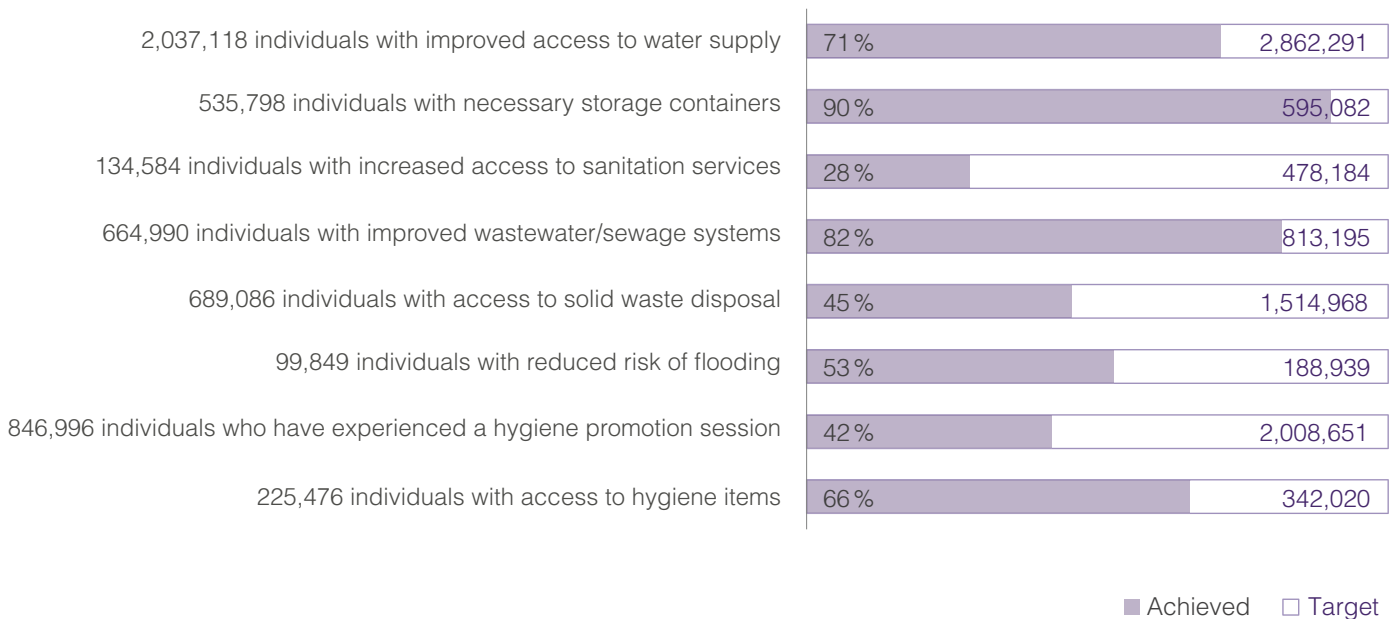 2,037,118 individuals with improved access to water supply 71 % 2,862,291
535,798 individuals with necessary storage containers 90 % 595,082
134,584 individuals with increased access to sanitation services 28 % 478,184
664,990 individuals with improved wastewater/sewage systems 82 % 813,195
689,086 individuals with access to solid waste disposal 45 % 1,514,968
99,849 individuals with reduced risk of flooding 53 % 188,939
846,996 individuals who have experienced a hygiene promotion session 42 % 2,008,651
225,476 individuals with access to hygiene items 66 % 342,020
Achieved Target